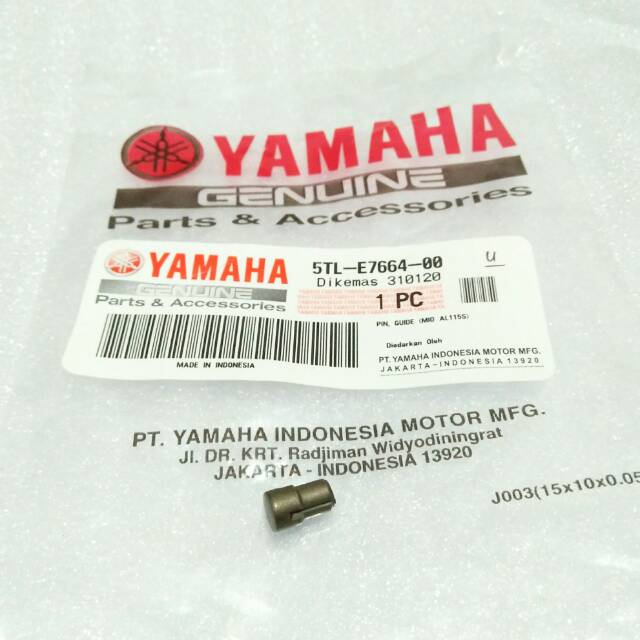 YAMAHA
GENUINE
Parts & Accessories
YAMAHA
GENUINE
Parts & Accessories
MADE IN INDONESIA
5TL-E7664-00
Dikemas 310120
1 PC
u
PIN, GUIDE (MIO AL115S)
Diedarkan Oleh
PT. YAMAHA INDONESIA MOTOR MFG.
JAKARTA-INDONESIA 13920
PT. YAMAHA INDONESIA MOTOR MFG.
Jl. DR. KRT. Radjiman Widyodiningrat
JAKARTA - INDONESIA 13920
J003(15x10x0.05